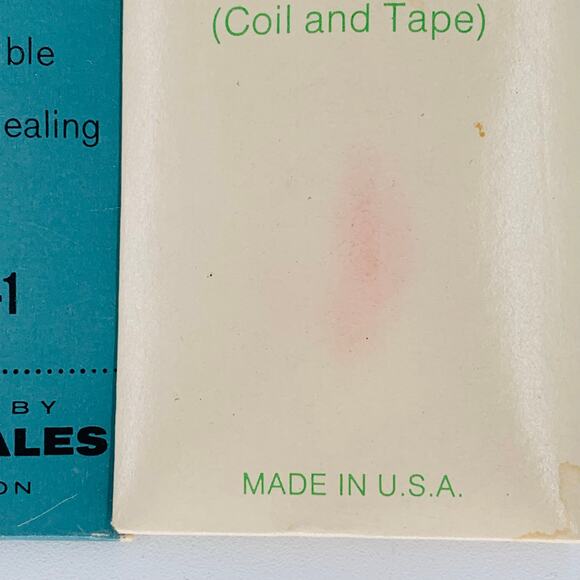 ble
ealing
-1
BY
ALES
ON
(Coil and Tape)
MADE IN U.S.A.